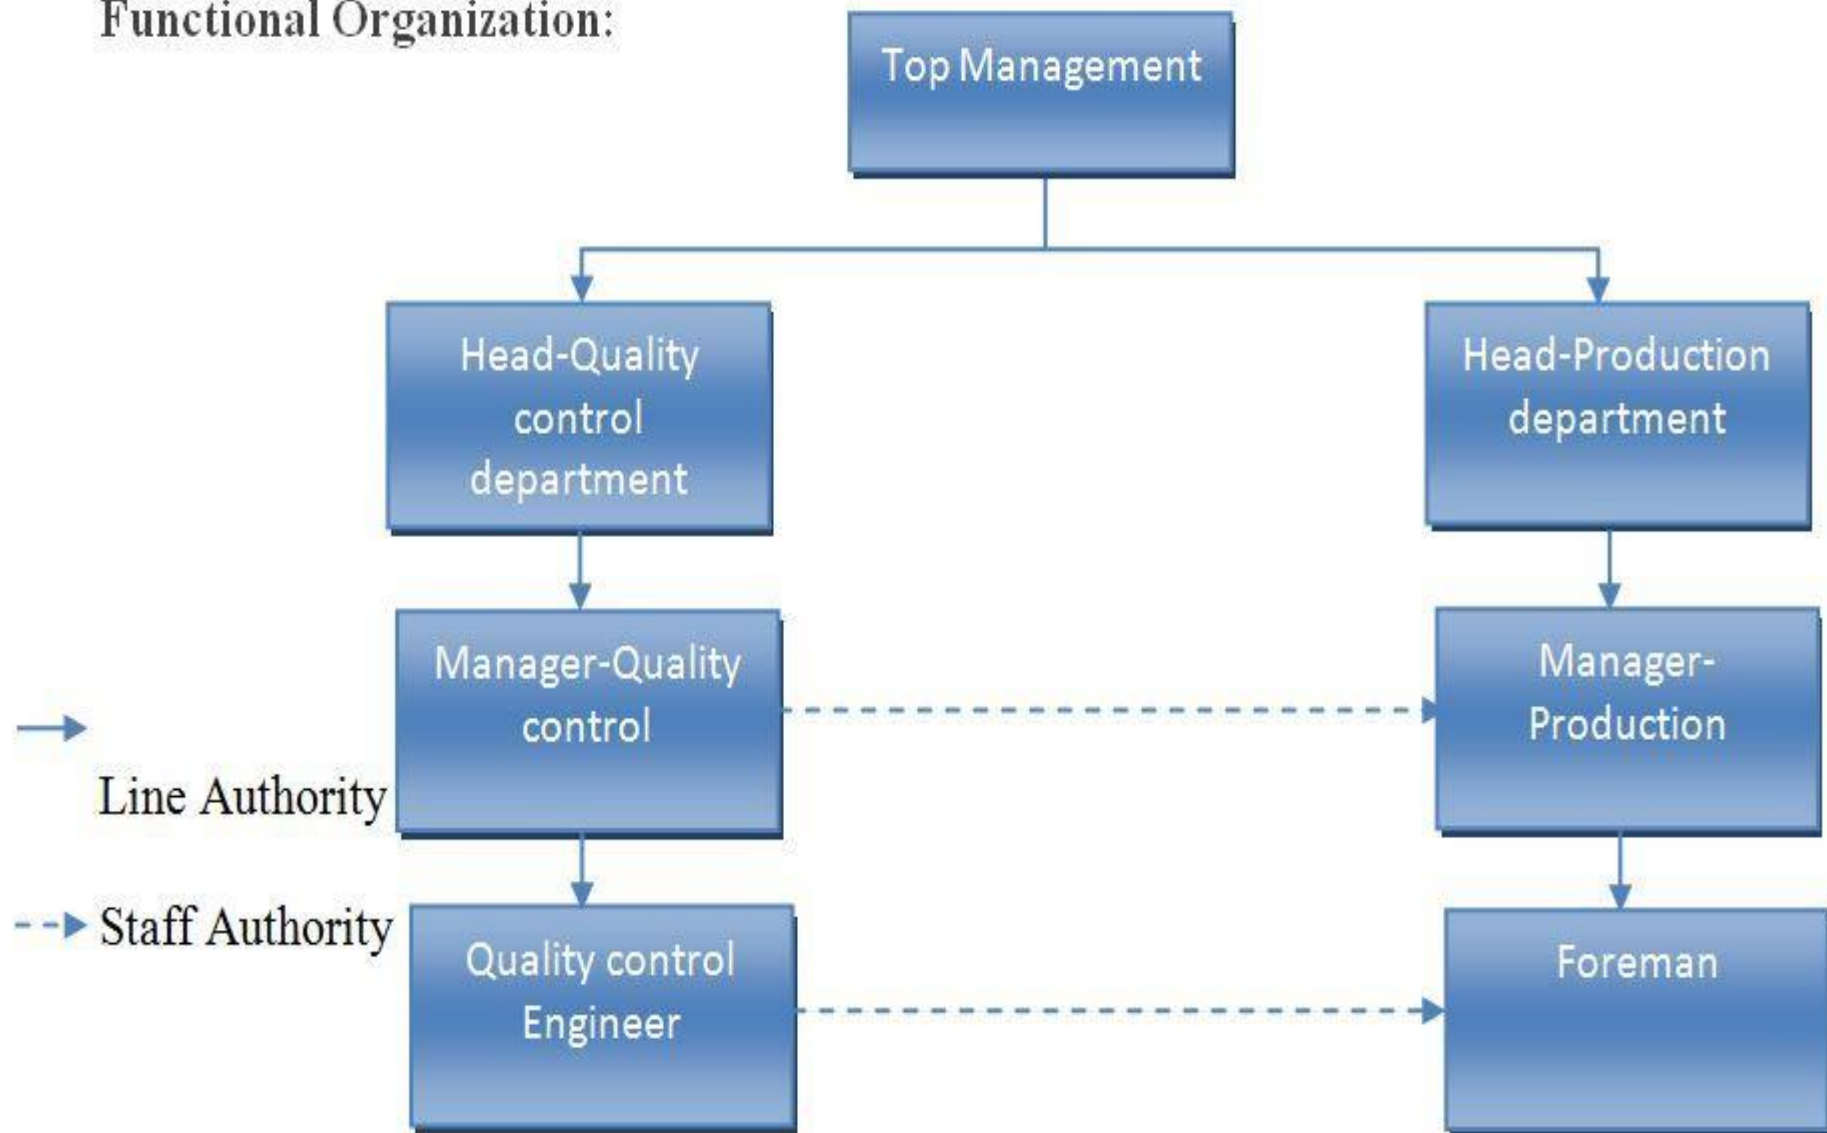 Functional Organization:
Top Management
Head-Quality
control
department
Head-Production
department
Manager-Quality
control
Manager-
Production
Line Authority
Staff Authority
Quality control
Engineer
Foreman